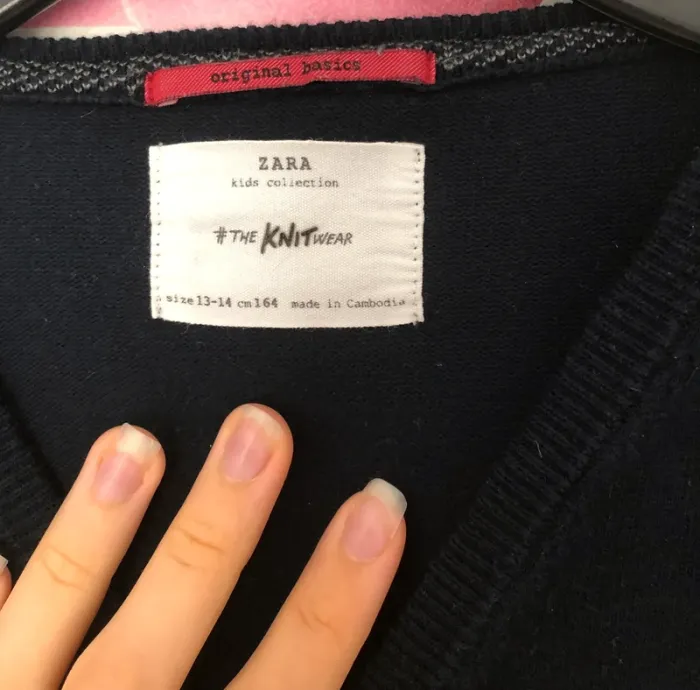 original basics
ZARA
kids collection
#THE KNITWEAR
size 13-14 cm 164 made in Cambodia